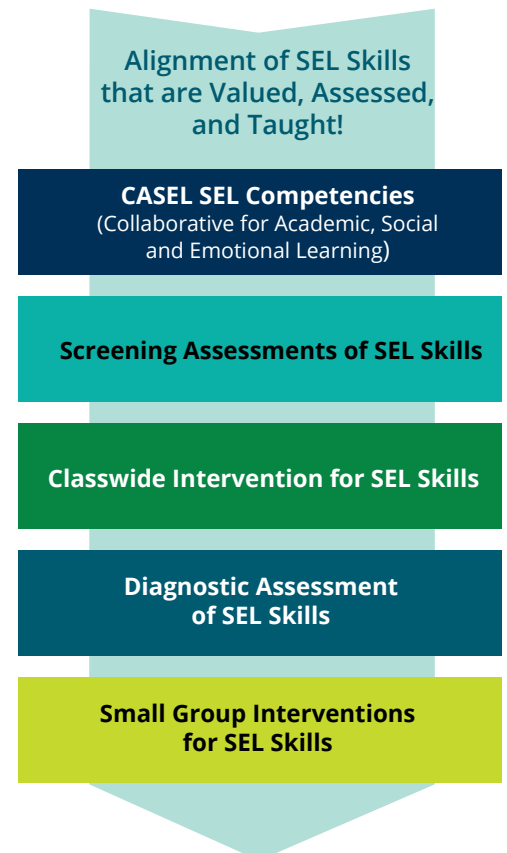 Alignment of SEL Skills
that are Valued, Assessed,
and Taught!
CASEL SEL Competencies
(Collaborative for Academic, Social
and Emotional Learning)
Screening Assessments of SEL Skills
Classwide Intervention for SEL Skills
Diagnostic Assessment
of SEL Skills
Small Group Interventions
for SEL Skills